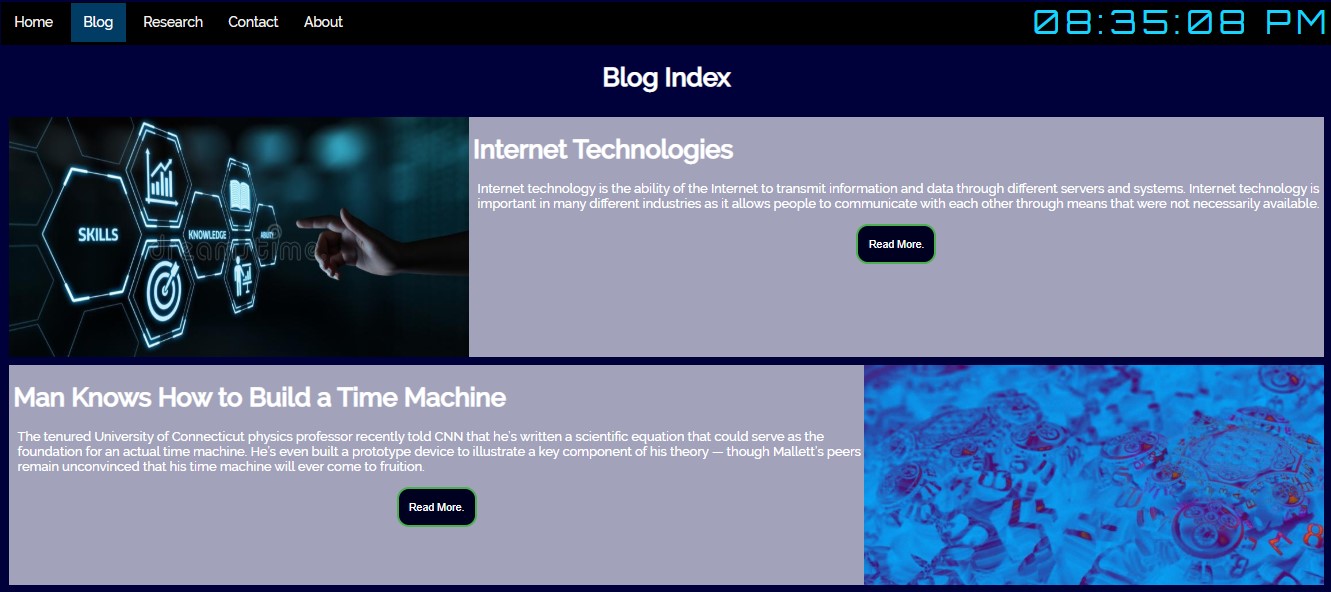 Home Blog Research Contact About 08:35:08 PM
Blog Index
SKILLS
KNOWLEDGE
ABILITY
dreamstime
Internet Technologies
Internet technology is the ability of the Internet to transmit information and data through different servers and systems. Internet technology is
important in many different industries as it allows people to communicate with each other through means that were not necessarily available.
Read More.
Man Knows How to Build a Time Machine
The tenured University of Connecticut physics professor recently told CNN that he's written a scientific equation that could serve as the
foundation for an actual time machine. He's even built a prototype device to illustrate a key component of his theory — though Mallett's peers
remain unconvinced that his time machine will ever come to fruition.
Read More.